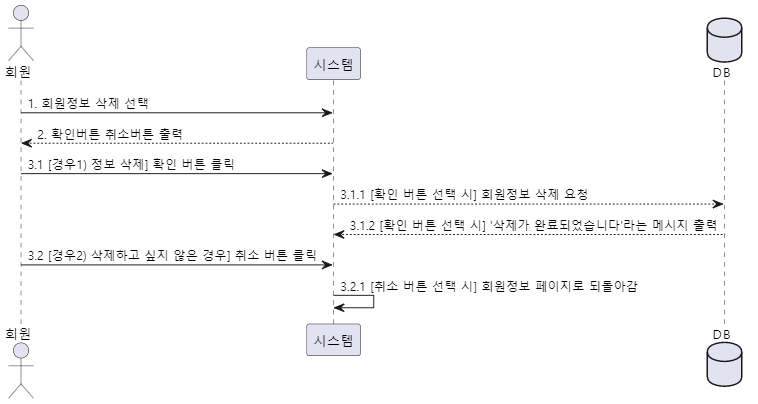 회원
시스템
DB
1. 회원정보 삭제 선택
2. 확인버튼 취소버튼 출력
3.1 [경우1) 정보 삭제] 확인 버튼 클릭
3.1.1 [확인 버튼 선택 시] 회원정보 삭제 요청
3.1.2 [확인 버튼 선택 시] '삭제가 완료되었습니다'라는 메시지 출력
3.2 [경우2) 삭제하고 싶지 않은 경우] 취소 버튼 클릭
3.2.1 [취소 버튼 선택 시] 회원정보 페이지로 되돌아감
회원
시스템
DB